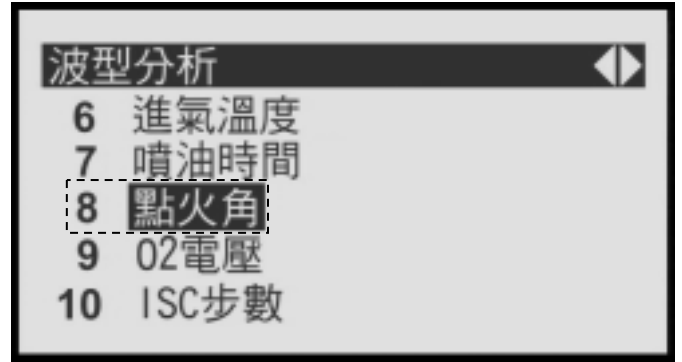 波型分析
6 進氣溫度
7 噴油時間
8 點火角
9 O2電壓
10 ISC步數